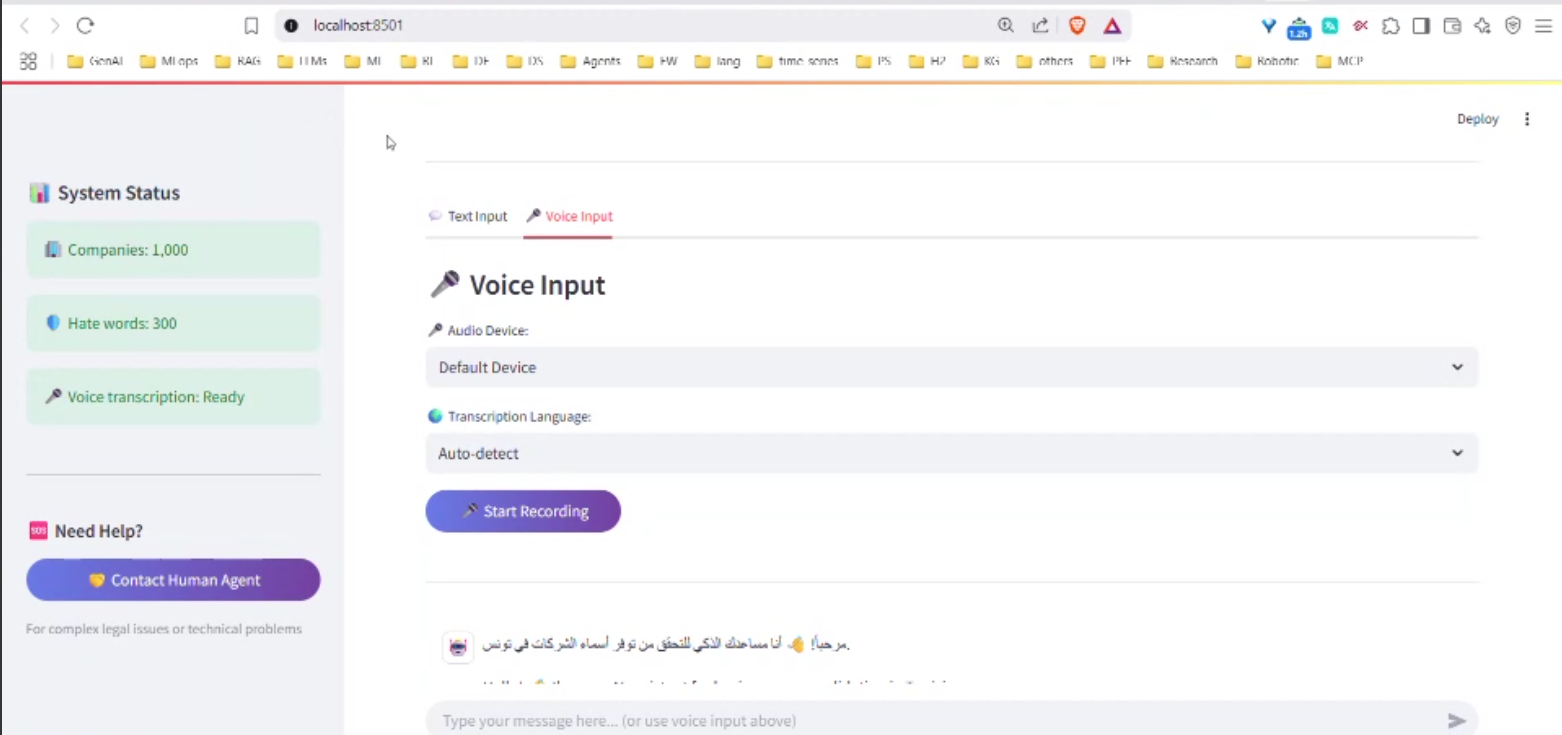 localhost:8501
1.2h
GenAI MLops RAG LLMs ML RL DE DS Agents FW lang time series PS H2 KG others PFE Research Robotic MCP
Deploy
System Status
Companies: 1,000
Hate words: 300
Voice transcription: Ready
SOS Need Help?
Contact Human Agent
For complex legal issues or technical problems
Text Input Voice Input
Voice Input
Audio Device:
Default Device
Transcription Language:
Auto-detect
Start Recording
مرحباً! 👋 أنا مساعدك الذكي للتحقق من توفر أسماء الشركات في تونس.
Type your message here... (or use voice input above)